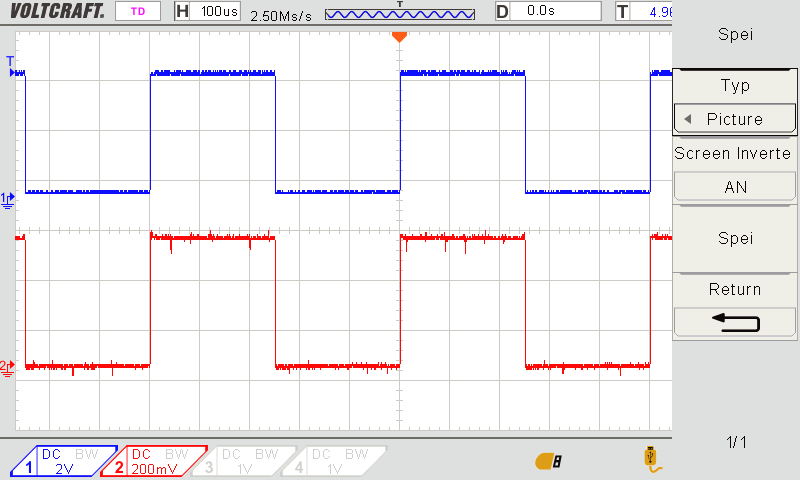 VOLTCRAFT. TD H 100us 2.50Ms/s T D 0.0s T 4.96
Spei
T
Typ
Picture
Screen Inverte
AN
1
Spei
2
Return
1/1
1 DC BW 2V 2 DC BW 200mV 3 DC BW 1V 4 DC BW 1V
8